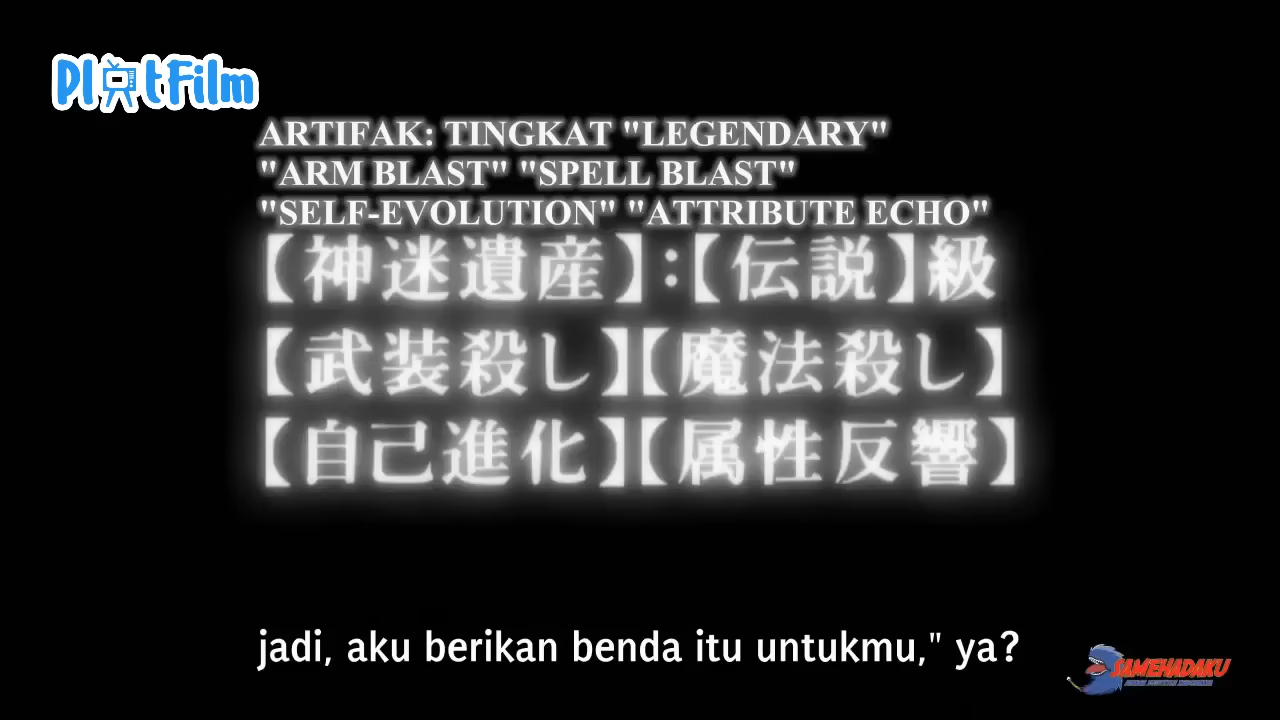 PlotFilm
ARTIFAK: TINGKAT "LEGENDARY"
"ARM BLAST" "SPELL BLAST"
"SELF-EVOLUTION" "ATTRIBUTE ECHO"
【神迷遺産】:【伝説】級
【武装殺し】【魔法殺し】
【自己進化】【属性反響】
jadi, aku berikan benda itu untukmu," ya?
SAMEHADAKU